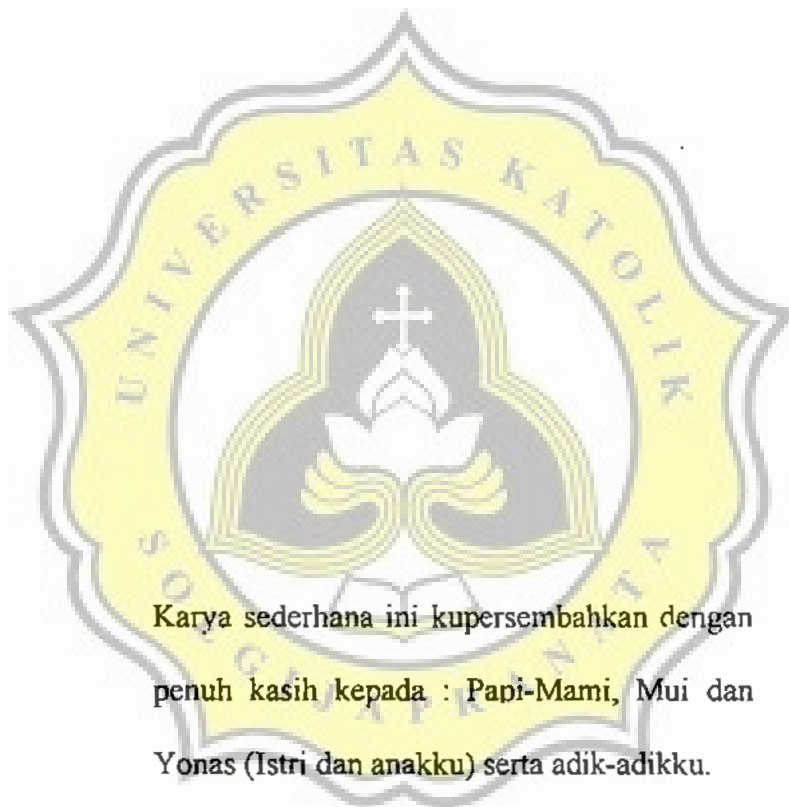 UNIVERSITAS KATOLIK
SOEGIJAPRANATA
Karya sederhana ini kupersembahkan dengan
penuh kasih kepada : Papi-Mami, Mui dan
Yonas (Istri dan anakku) serta adik-adikku.